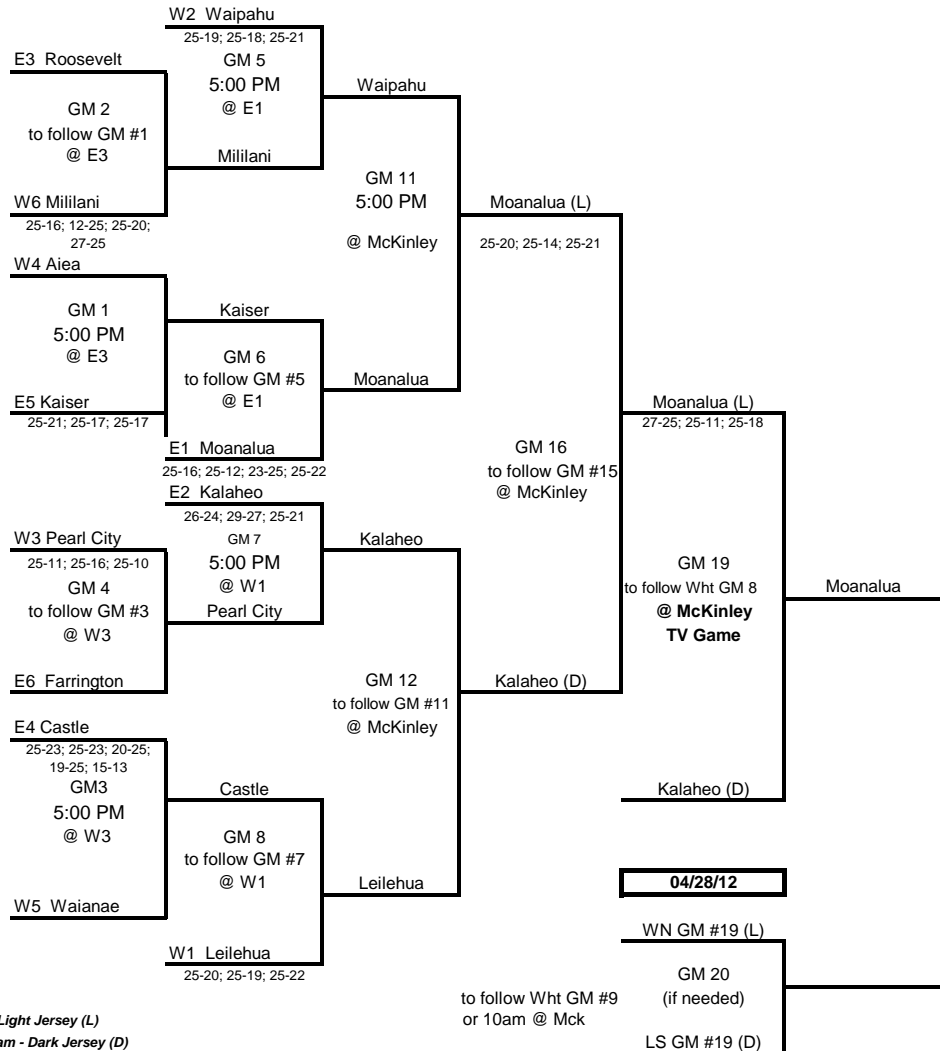 W2 Waipahu
25-19; 25-18; 25-21
E3 Roosevelt
GM 5
5:00 PM
@ E1
Waipahu
GM 2
to follow GM #1
@ E3
Mililani
W6 Mililani
25-16; 12-25; 25-20;
27-25
GM 11
5:00 PM
@ McKinley
Moanalua (L)
25-20; 25-14; 25-21
W4 Aiea
GM 1
5:00 PM
@ E3
Kaiser
GM 6
to follow GM #5
@ E1
Moanalua
E5 Kaiser
25-21; 25-17; 25-17
E1 Moanalua
25-16; 25-12; 23-25; 25-22
Moanalua (L)
27-25; 25-11; 25-18
GM 16
to follow GM #15
@ McKinley
E2 Kalaheo
26-24; 29-27; 25-21
GM 7
5:00 PM
@ W1
Kalaheo
W3 Pearl City
25-11; 25-16; 25-10
GM 4
to follow GM #3
@ W3
Pearl City
GM 19
to follow Wht GM 8
@ McKinley
TV Game
Moanalua
E6 Farrington
GM 12
to follow GM #11
@ McKinley
Kalaheo (D)
E4 Castle
25-23; 25-23; 20-25;
19-25; 15-13
GM3
5:00 PM
@ W3
Castle
Kalaheo (D)
GM 8
to follow GM #7
@ W1
Leilehua
04/28/12
W5 Waianae
WN GM #19 (L)
W1 Leilehua
25-20; 25-19; 25-22
GM 20
(if needed)
to follow Wht GM #9
or 10am @ Mck
Light Jersey (L)
am - Dark Jersey (D)
LS GM #19 (D)